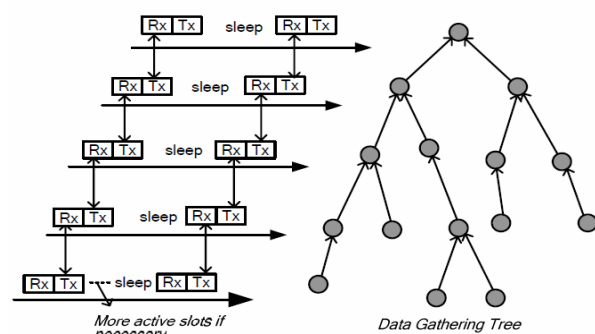 Rx Tx sleep Rx Tx
Rx Tx sleep Rx Tx
Rx Tx sleep Rx Tx
Rx Tx sleep Rx Tx
Rx Tx sleep Rx Tx
More active slots if
necessary
Data Gathering Tree